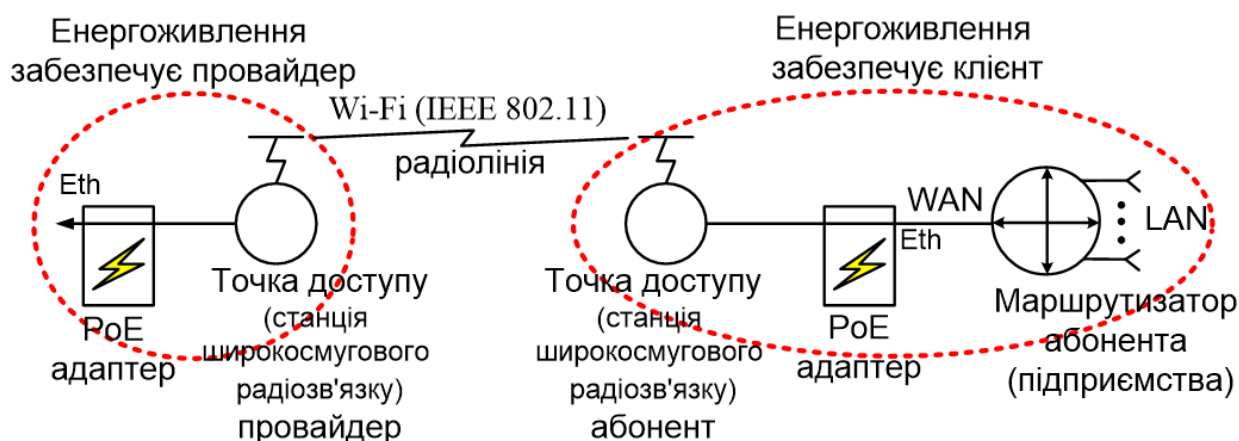 Енергоживлення
забезпечує провайдер
Енергоживлення
забезпечує клієнт
Wi-Fi (IEEE 802.11)
радіолінія
Eth
WAN
Eth
LAN
PoE
адаптер
Точка доступу
(станція
широкосмугового
радіозв'язку)
провайдер
Точка доступу
(станція
широкосмугового
радіозв'язку)
абонент
PoE
адаптер
Маршрутизатор
абонента
(підприємства)